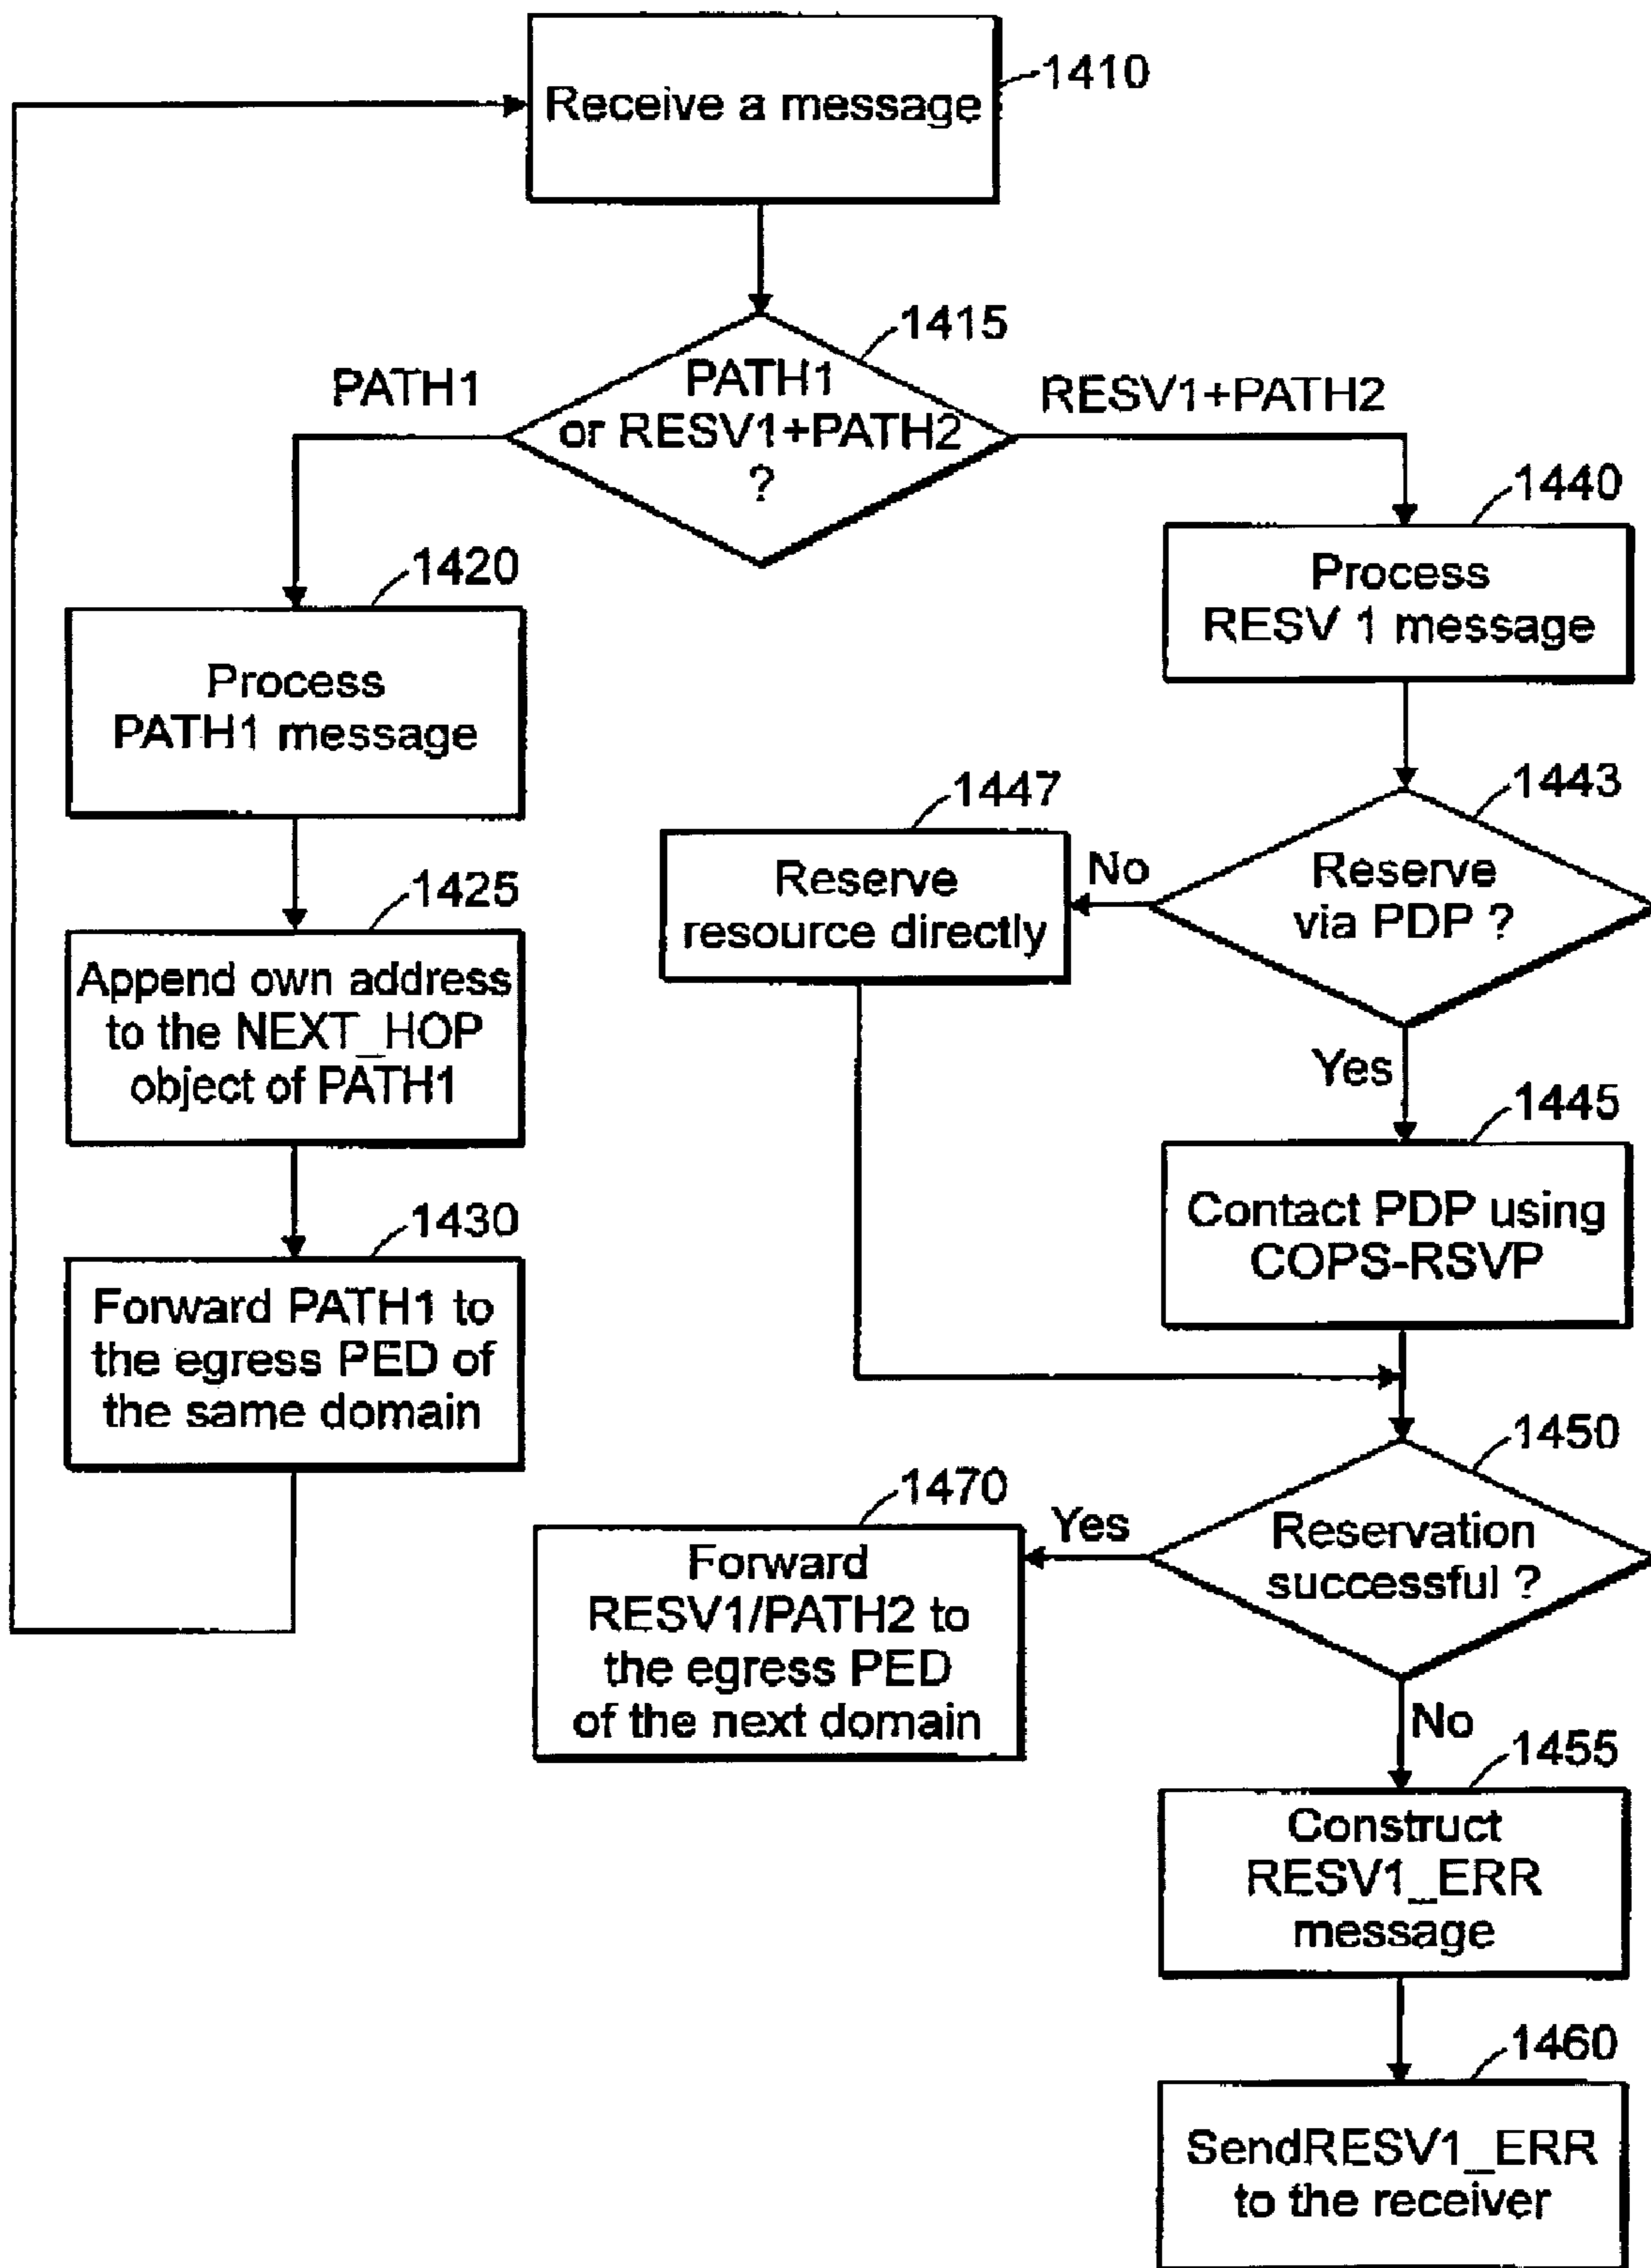 Receive a message
1410
1415
PATH1
PATH1
or RESV1+PATH2
?
RESV1+PATH2
1420
Process
PATH1 message
1425
Append own address
to the NEXT_HOP
object of PATH1
1430
Forward PATH1 to
the egress PED of
the same domain
1440
Process
RESV 1 message
1443
Reserve
via PDP ?
No
1447
Reserve
resource directly
Yes
1445
Contact PDP using
COPS-RSVP
1450
Reservation
successful ?
Yes
1470
Forward
RESV1/PATH2 to
the egress PED
of the next domain
No
1455
Construct
RESV1_ERR
message
1460
SendRESV1_ERR
to the receiver